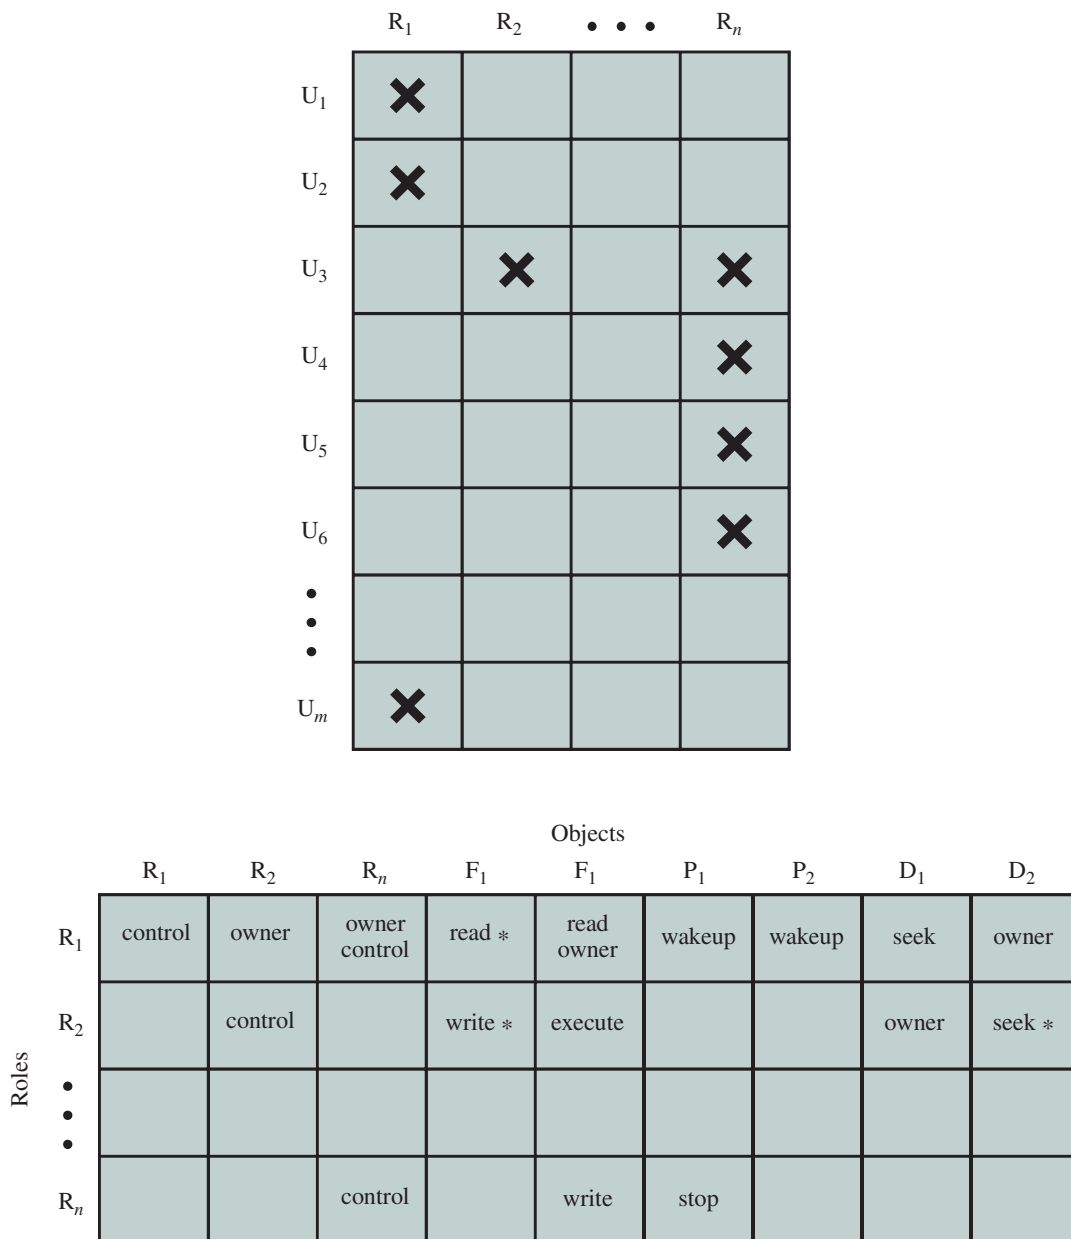 R1 R2 • • • Rn
U1
U2
U3
U4
U5
U6
•
•
•
Um
Objects
R1 R2 Rn F1 F1 P1 P2 D1 D2
Roles
R1 control owner owner control read * read owner wakeup wakeup seek owner
R2 control write * execute owner seek *
•
•
•
Rn control write stop